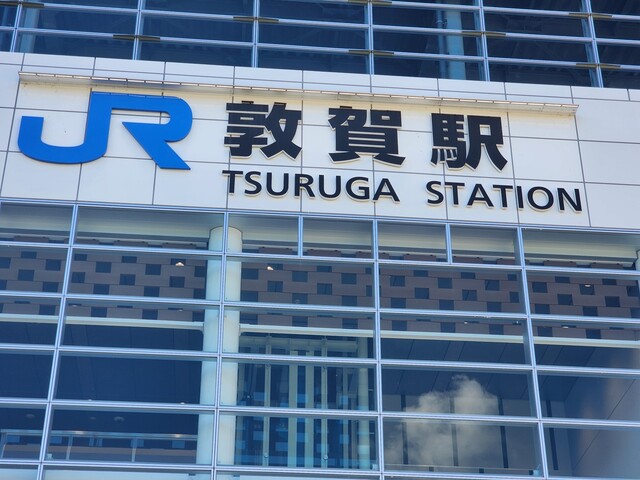 JR 敦賀駅
TSURUGA STATION